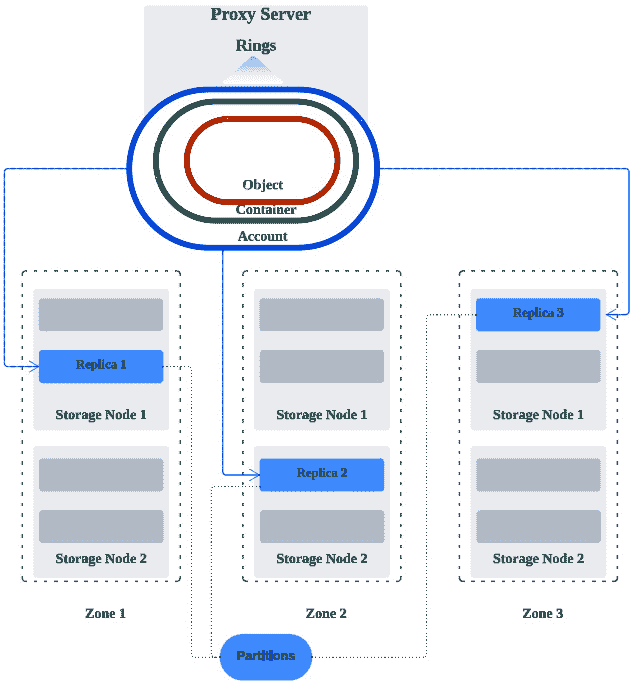 Proxy Server
Rings
Object
Container
Account
Replica 1
Storage Node 1
Storage Node 2
Zone 1
Storage Node 1
Replica 2
Storage Node 2
Zone 2
Replica 3
Storage Node 1
Storage Node 2
Zone 3
Partitions